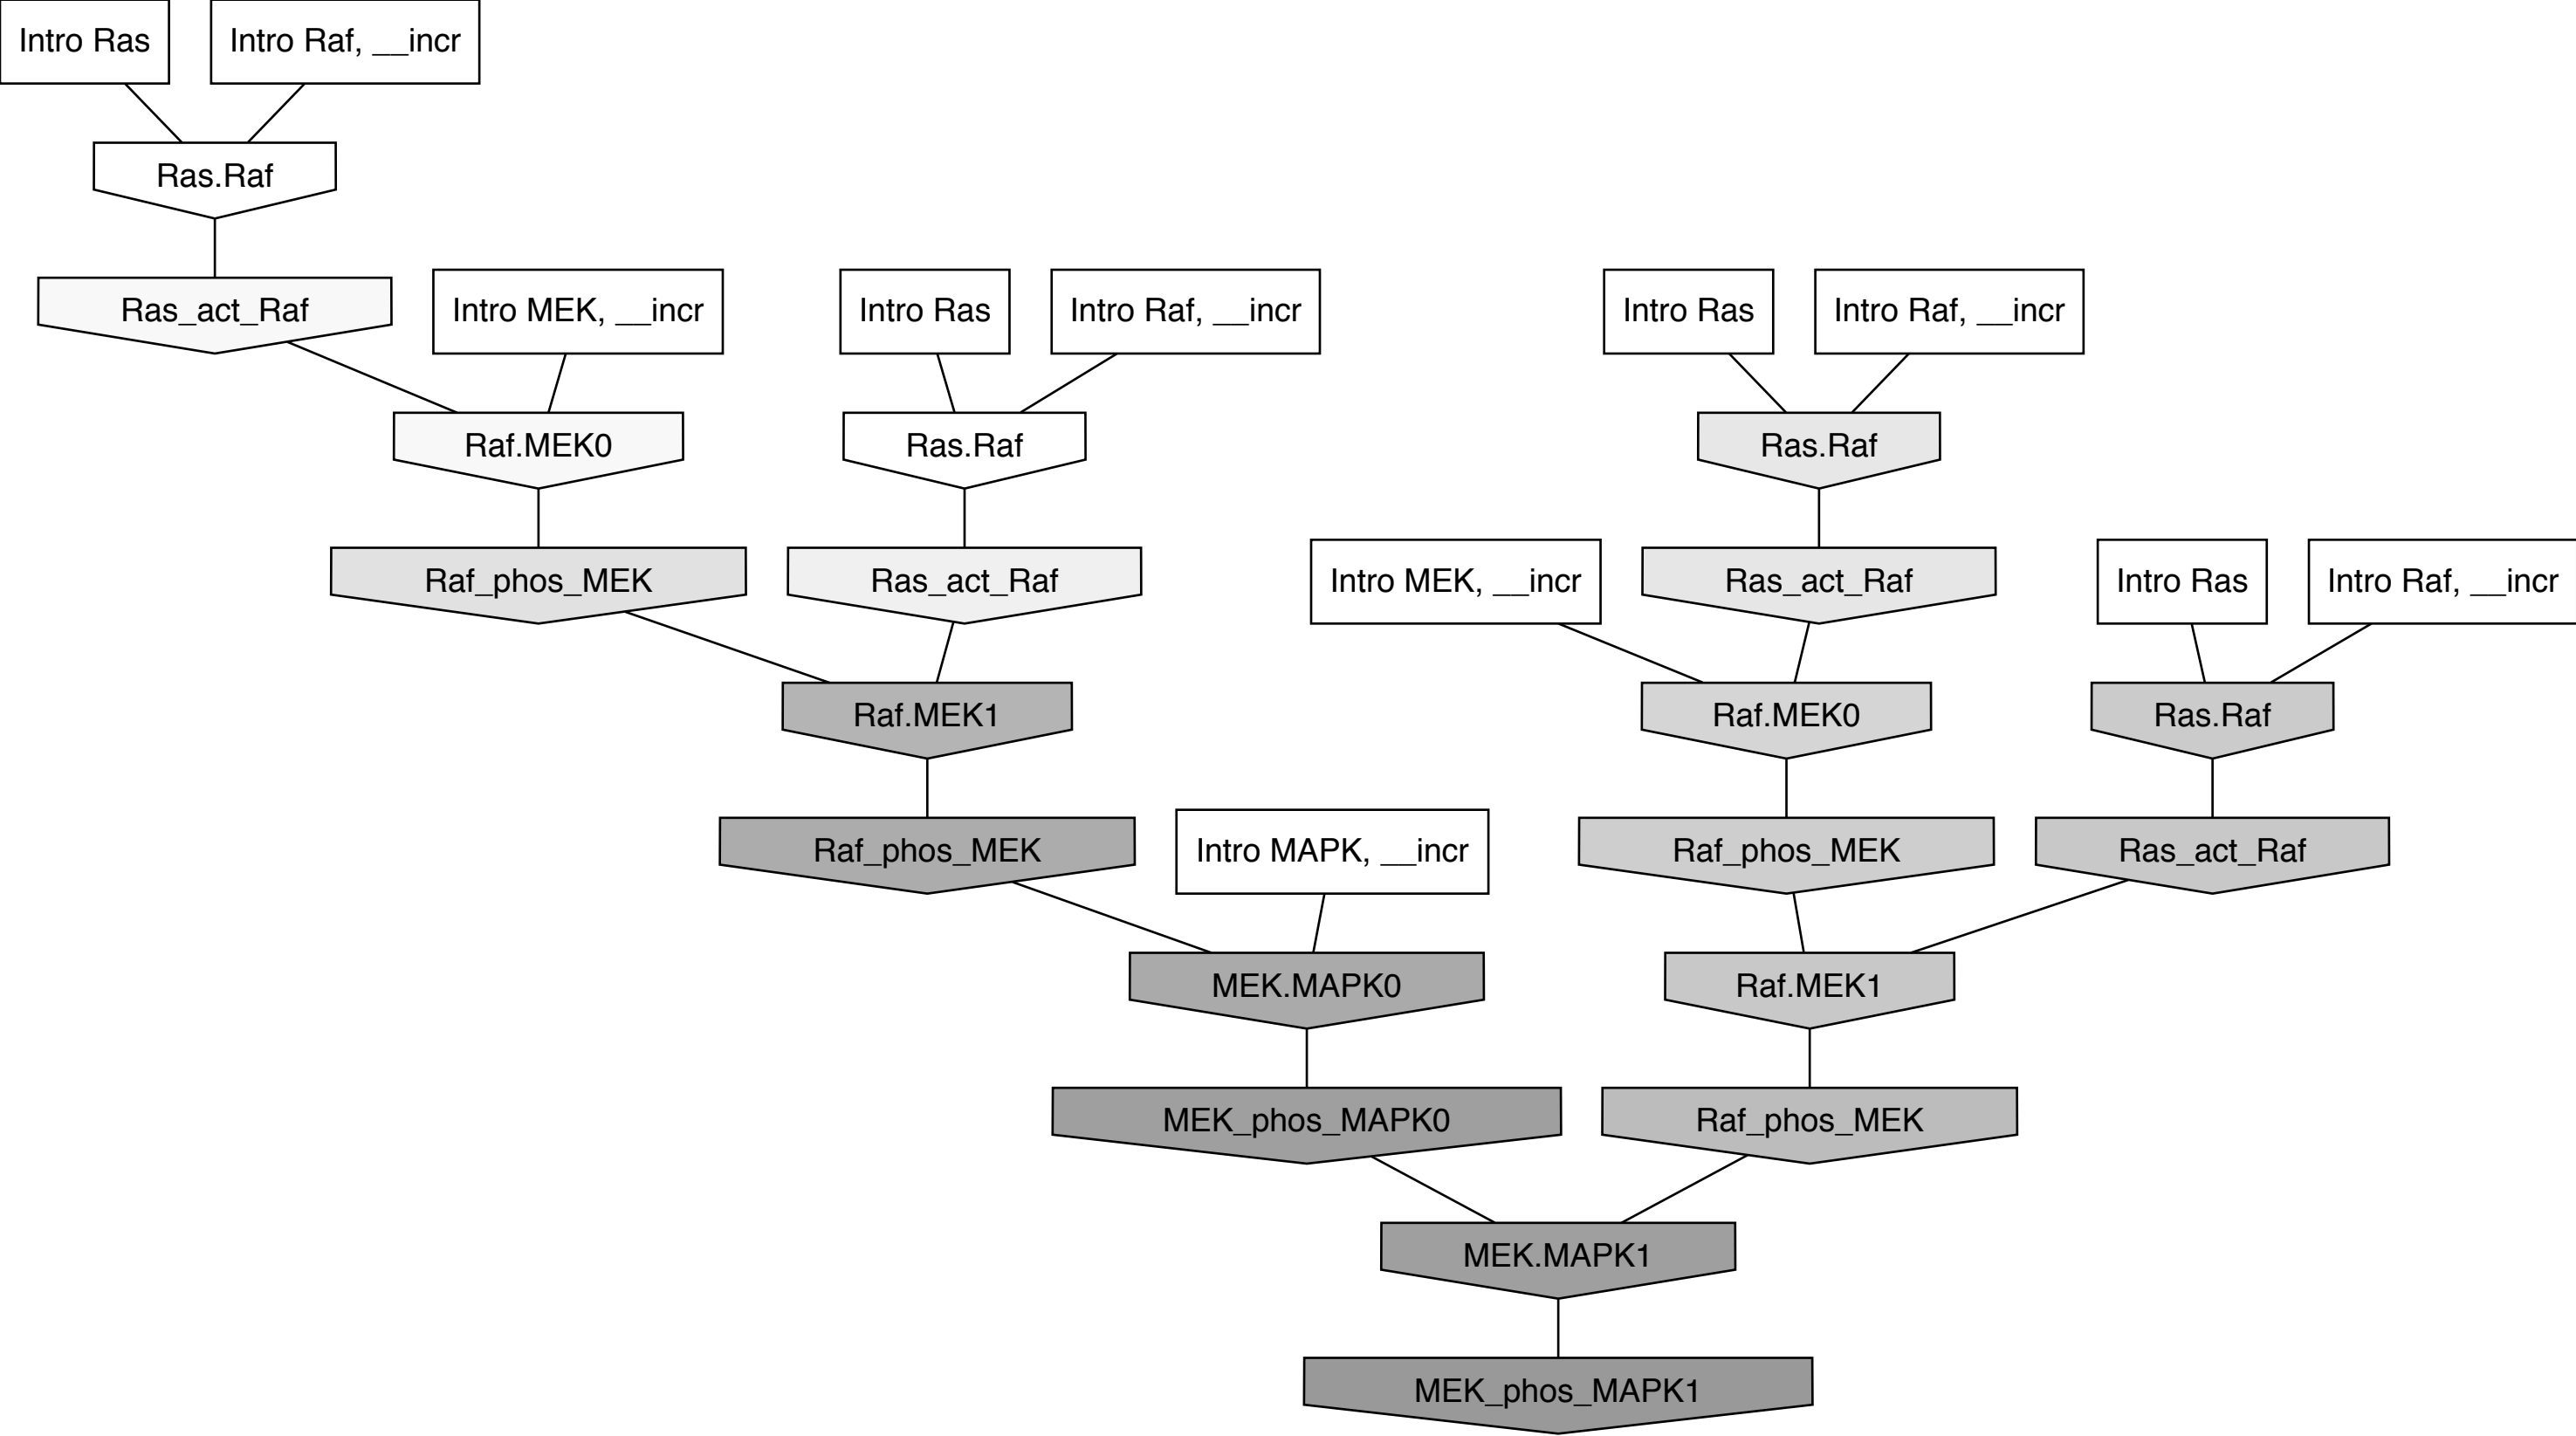 Intro Ras
Intro Raf, __incr
Ras.Raf
Ras_act_Raf
Intro MEK, __incr
Intro Ras
Intro Raf, __incr
Intro Ras
Intro Raf, __incr
Raf.MEK0
Ras.Raf
Ras.Raf
Raf_phos_MEK
Ras_act_Raf
Intro MEK, __incr
Ras_act_Raf
Intro Ras
Intro Raf, __incr
Raf.MEK1
Raf.MEK0
Ras.Raf
Raf_phos_MEK
Intro MAPK, __incr
Raf_phos_MEK
Ras_act_Raf
MEK.MAPK0
Raf.MEK1
MEK_phos_MAPK0
Raf_phos_MEK
MEK.MAPK1
MEK_phos_MAPK1